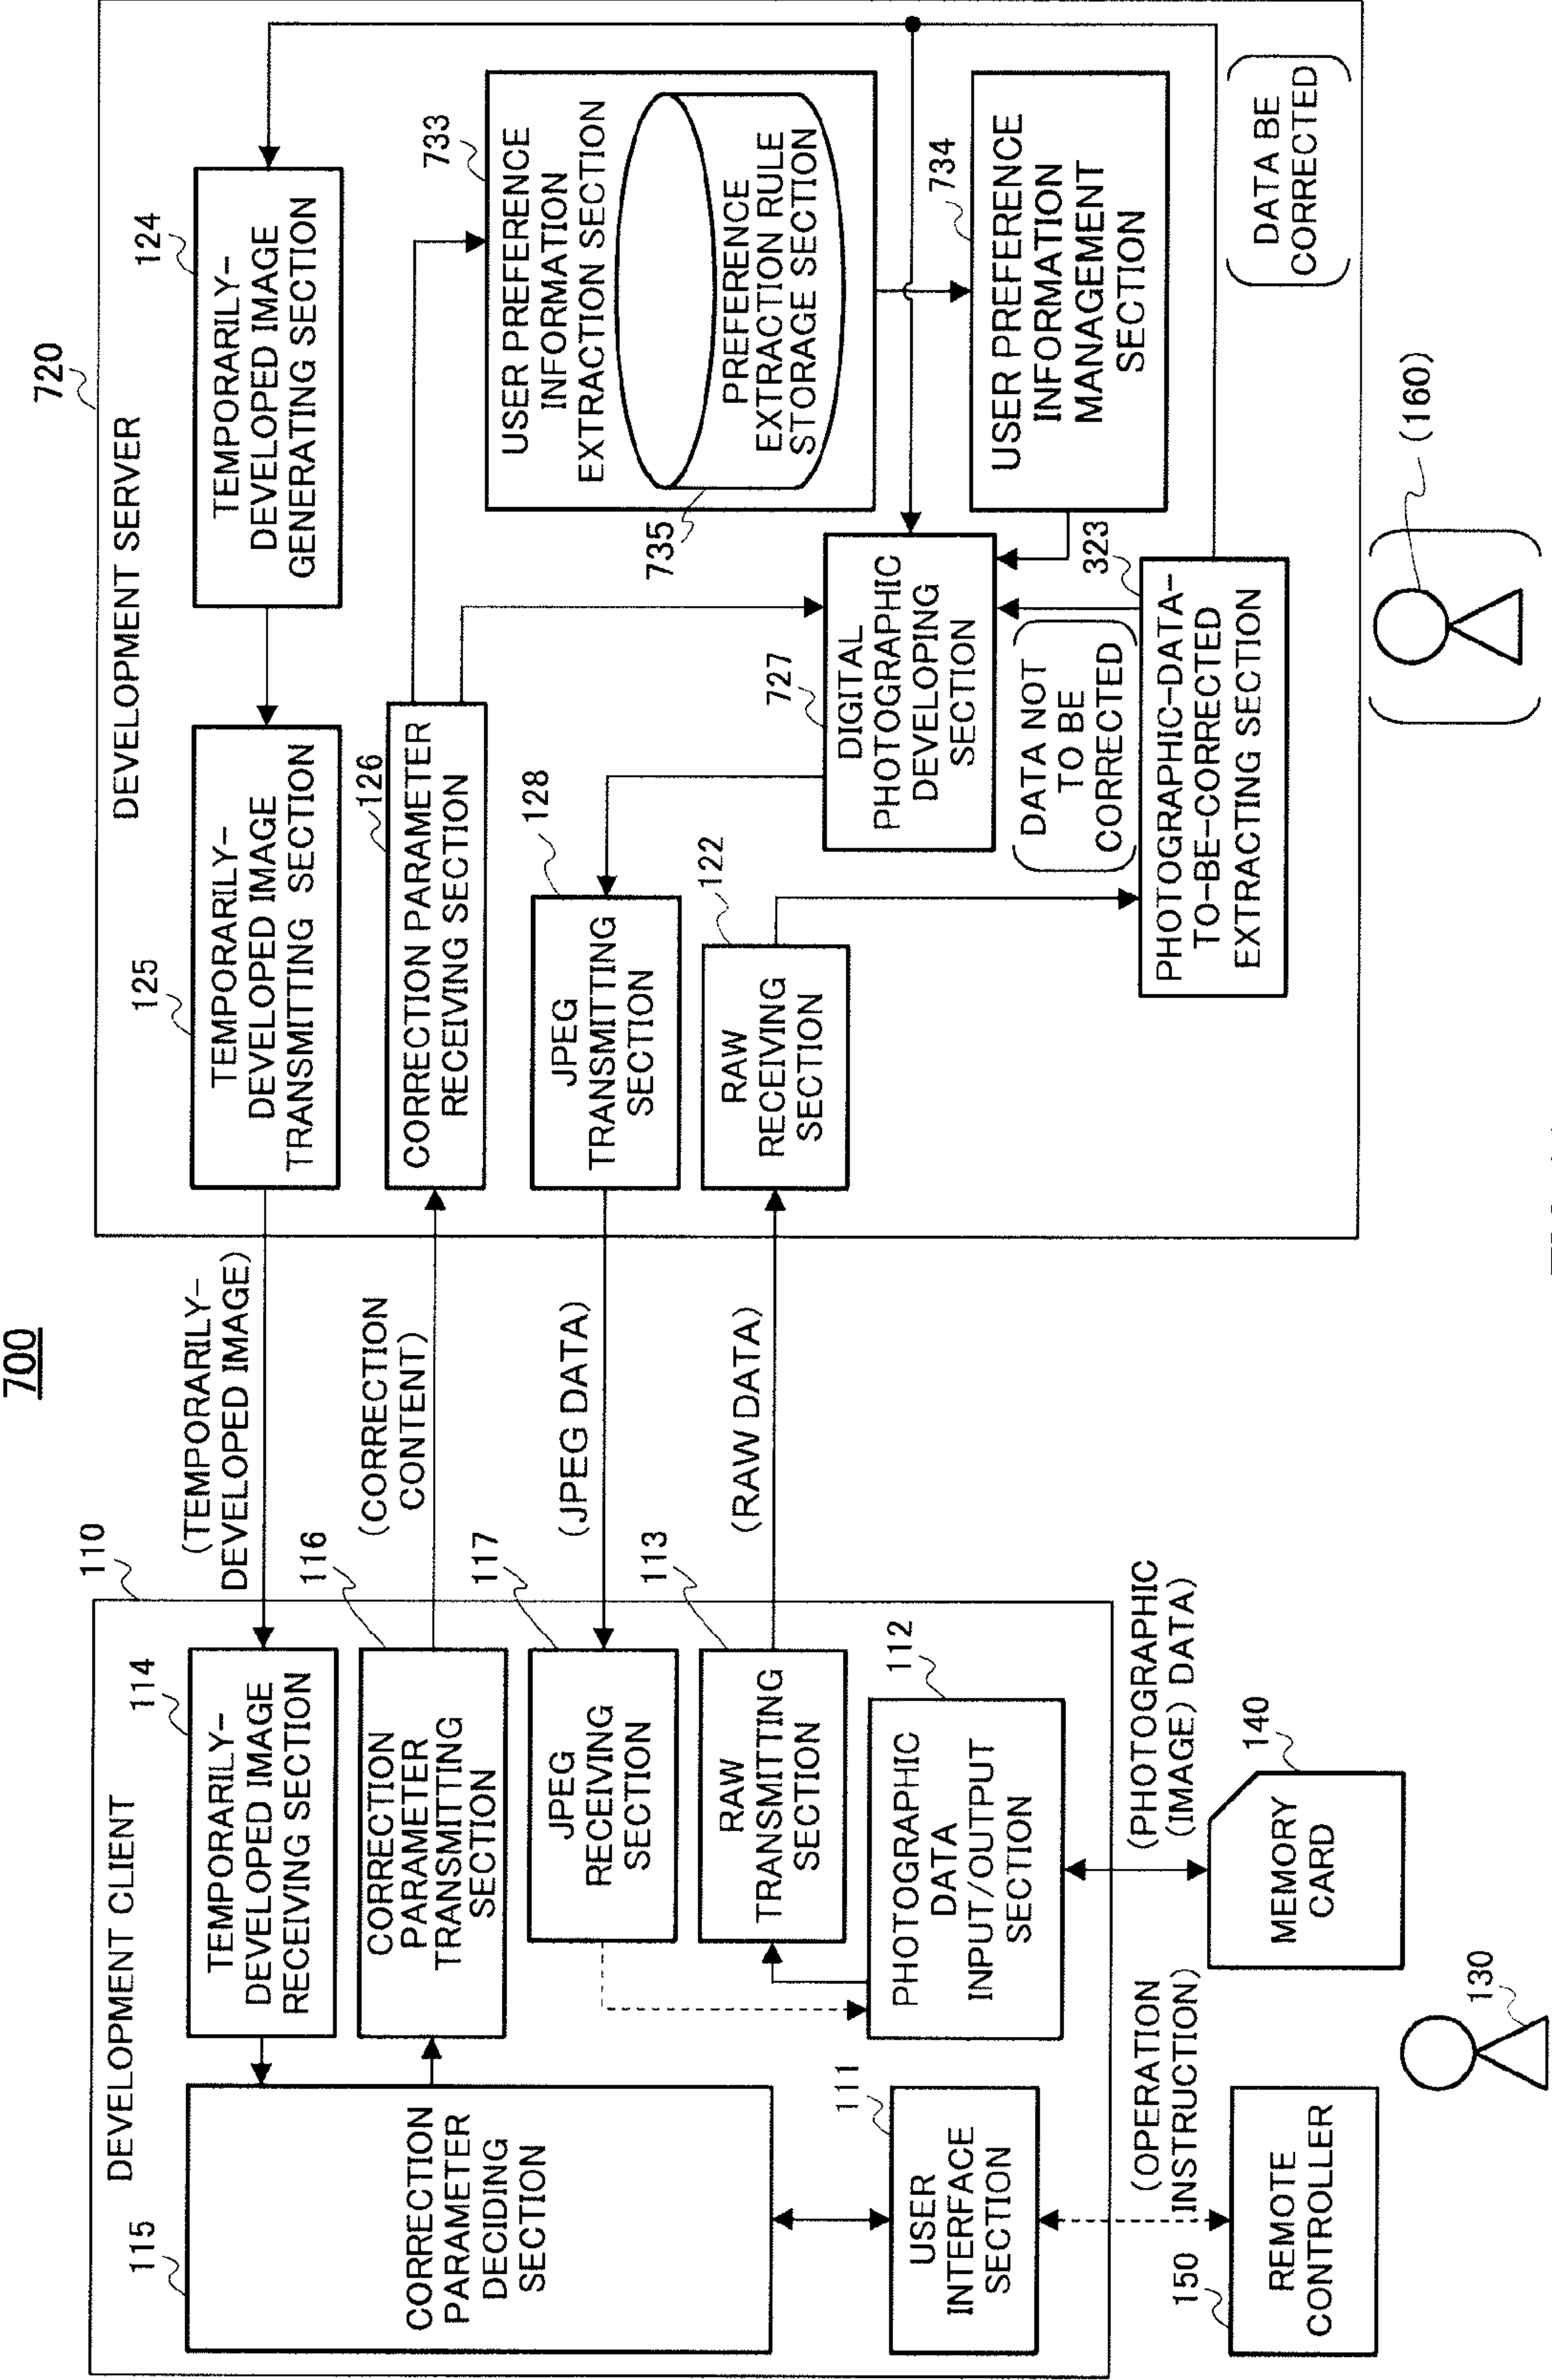 700
DEVELOPMENT CLIENT
110
115
CORRECTION
PARAMETER
DECIDING
SECTION
114
TEMPORARILY-
DEVELOPED IMAGE
RECEIVING SECTION
116
CORRECTION
PARAMETER
TRANSMITTING
SECTION
117
JPEG
RECEIVING
SECTION
113
RAW
TRANSMITTING
SECTION
112
PHOTOGRAPHIC
DATA
INPUT/OUTPUT
SECTION
111
USER
INTERFACE
SECTION
(OPERATION
INSTRUCTION)
150
REMOTE
CONTROLLER
130
(PHOTOGRAPHIC
(IMAGE) DATA)
140
MEMORY
CARD
(TEMPORARILY-
DEVELOPED IMAGE)
(CORRECTION
CONTENT)
(JPEG DATA)
(RAW DATA)
720
DEVELOPMENT SERVER
125
TEMPORARILY-
DEVELOPED IMAGE
TRANSMITTING SECTION
124
TEMPORARILY-
DEVELOPED IMAGE
GENERATING SECTION
126
CORRECTION PARAMETER
RECEIVING SECTION
128
JPEG
TRANSMITTING
SECTION
122
RAW
RECEIVING
SECTION
733
USER PREFERENCE
INFORMATION
EXTRACTION SECTION
735
PREFERENCE
EXTRACTION RULE
STORAGE SECTION
734
USER PREFERENCE
INFORMATION
MANAGEMENT
SECTION
727
DIGITAL
PHOTOGRAPHIC
DEVELOPING
SECTION
DATA NOT
TO BE
CORRECTED
323
PHOTOGRAPHIC-DATA-
TO-BE-CORRECTED
EXTRACTING SECTION
DATA BE
CORRECTED
(160)